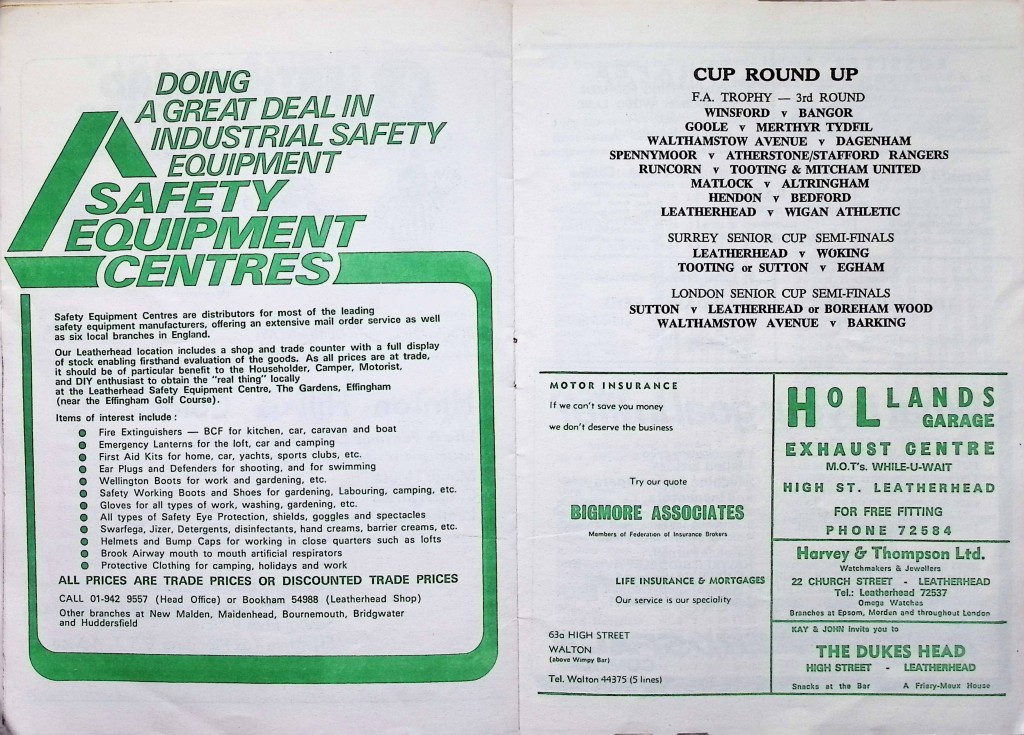 DOING
A GREAT DEAL IN
INDUSTRIAL SAFETY
EQUIPMENT
SAFETY
EQUIPMENT
CENTRES
Safety Equipment Centres are distributors for most of the leading
safety equipment manufacturers, offering an extensive mail order service as well
as six local branches in England.
Our Leatherhead location includes a shop and trade counter with a full display
of stock enabling firsthand evaluation of the goods. As all prices are at trade,
it should be of particular benefit to the Householder, Camper, Motorist,
and DIY enthusiast to obtain the "real thing" locally
at the Leatherhead Safety Equipment Centre, The Gardens, Effingham
(near the Effingham Golf Course).
Items of interest include :
Fire Extinguishers — BCF for kitchen, car, caravan and boat
Emergency Lanterns for the loft, car and camping
First Aid Kits for home, car, yachts, sports clubs, etc.
Ear Plugs and Defenders for shooting, and for swimming
Wellington Boots for work and gardening, etc.
Safety Working Boots and Shoes for gardening, Labouring, camping, etc.
Gloves for all types of work, washing, gardening, etc.
All types of Safety Eye Protection, shields, goggles and spectacles
Swarfega, Jizer, Detergents, disinfectants, hand creams, barrier creams, etc.
Helmets and Bump Caps for working in close quarters such as lofts
Brook Airway mouth to mouth artificial respirators
Protective Clothing for camping, holidays and work
ALL PRICES ARE TRADE PRICES OR DISCOUNTED TRADE PRICES
CALL 01-942 9557 (Head Office) or Bookham 54988 (Leatherhead Shop)
Other branches at New Malden, Maidenhead, Bournemouth, Bridgwater
and Huddersfield
CUP ROUND UP
F.A. TROPHY — 3rd ROUND
WINSFORD v BANGOR
GOOLE v MERTHYR TYDFIL
WALTHAMSTOW AVENUE v DAGENHAM
SPENNYMOOR v ATHERSTONE/STAFFORD RANGERS
RUNCORN v TOOTING & MITCHAM UNITED
MATLOCK v ALTRINGHAM
HENDON v BEDFORD
LEATHERHEAD v WIGAN ATHLETIC
SURREY SENIOR CUP SEMI-FINALS
LEATHERHEAD v WOKING
TOOTING or SUTTON v EGHAM
LONDON SENIOR CUP SEMI-FINALS
SUTTON v LEATHERHEAD or BOREHAM WOOD
WALTHAMSTOW AVENUE v BARKING
MOTOR INSURANCE
If we can't save you money
we don't deserve the business
Try our quote
BIGMORE ASSOCIATES
Members of Federation of Insurance Brokers
LIFE INSURANCE & MORTGAGES
Our service is our speciality
63a HIGH STREET
WALTON
(above Wimpy Bar)
Tel. Walton 44375 (5 lines)
HOLLANDS
GARAGE
EXHAUST CENTRE
M.O.T's. WHILE-U-WAIT
HIGH ST. LEATHERHEAD
FOR FREE FITTING
PHONE 72584
Harvey & Thompson Ltd.
Watchmakers & Jewellers
22 CHURCH STREET - LEATHERHEAD
Tel.: Leatherhead 72537
Omega Watches
Branches at Epsom, Morden and throughout London
KAY & JOHN invite you to
THE DUKES HEAD
HIGH STREET - LEATHERHEAD
Snacks at the Bar A Friary-Meux House